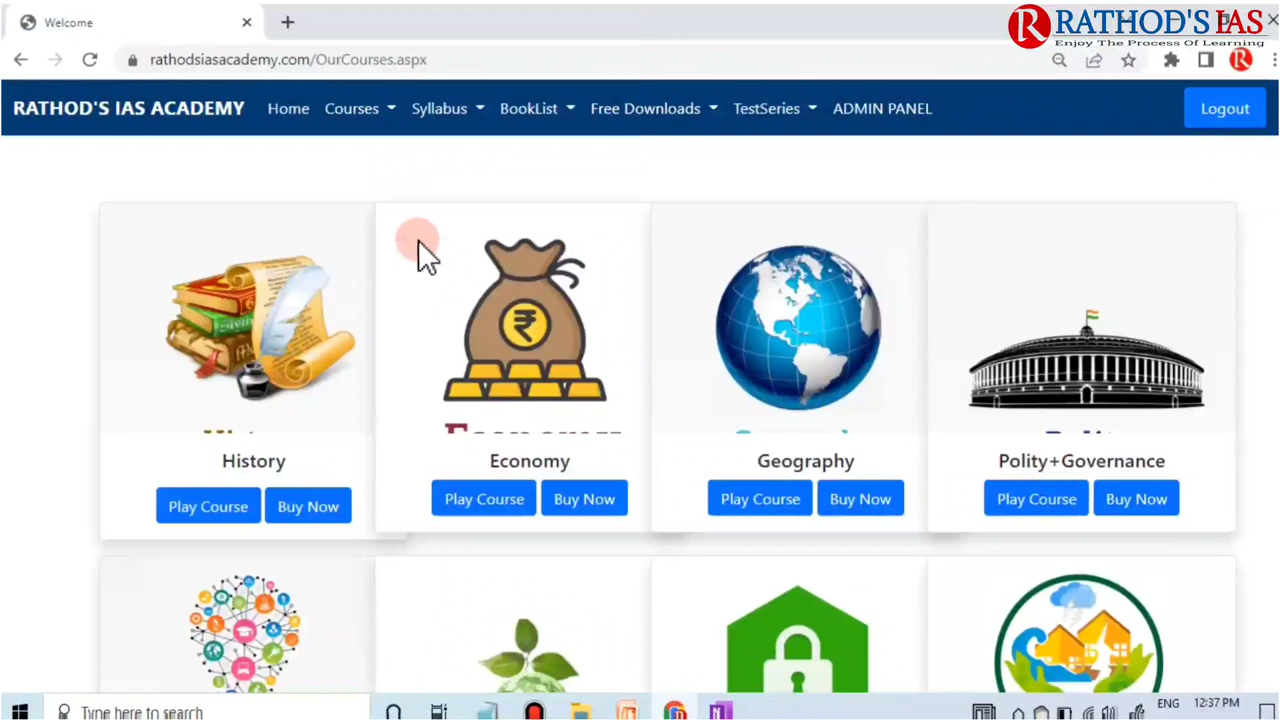 Welcome
RATHOD'S IAS
Enjoy The Process Of Learning
rathodsiasacademy.com/OurCourses.aspx
RATHOD'S IAS ACADEMY Home Courses Syllabus BookList Free Downloads TestSeries ADMIN PANEL Logout
₹
History Economy Geography Polity+Governance
Play Course Buy Now Play Course Buy Now Play Course Buy Now Play Course Buy Now
Type here to search
ENG 12:37 PM